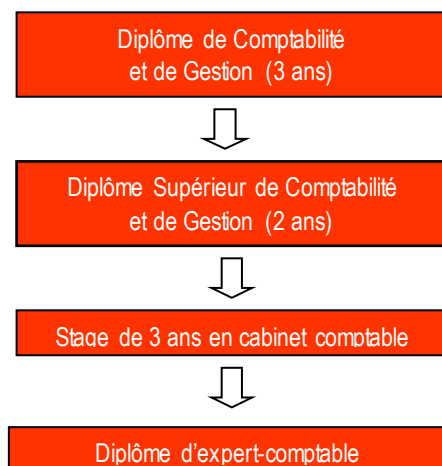 Diplôme de Comptabilité
et de Gestion (3 ans)
Diplôme Supérieur de Comptabilité
et de Gestion (2 ans)
Stage de 3 ans en cabinet comptable
Diplôme d'expert-comptable